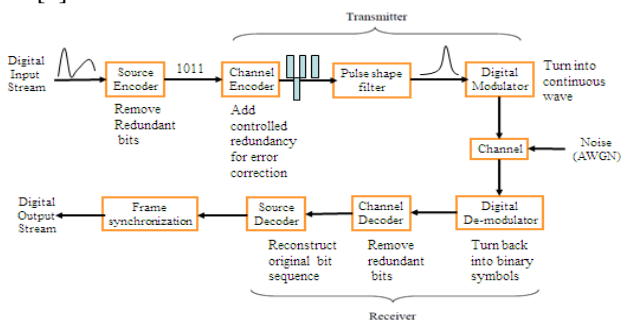 Transmitter
Digital
Input
Stream
Source
Encoder
1011
Channel
Encoder
Pulse shape
filter
Digital
Modulator
Turn into
continuous
wave
Remove
Redundant
bits
Add
controlled
redundancy
for error
correction
Channel
Noise
(AWGN)
Digital
Output
Stream
Frame
synchronization
Source
Decoder
Channel
Decoder
Digital
De-modulator
Reconstruct
original bit
sequence
Remove
redundant
bits
Turn back
into binary
symbols
Receiver